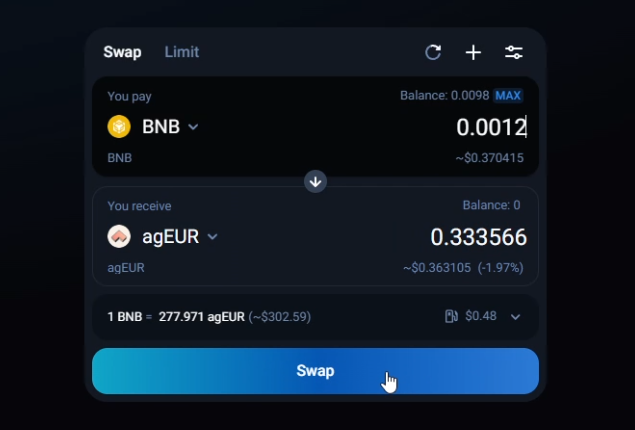 Swap Limit
You pay Balance: 0.0098 MAX
BNB 0.0012
BNB ~$0.370415
You receive Balance: 0
agEUR 0.333566
agEUR ~$0.363105 (-1.97%)
1 BNB = 277.971 agEUR (~$302.59) $0.48
Swap